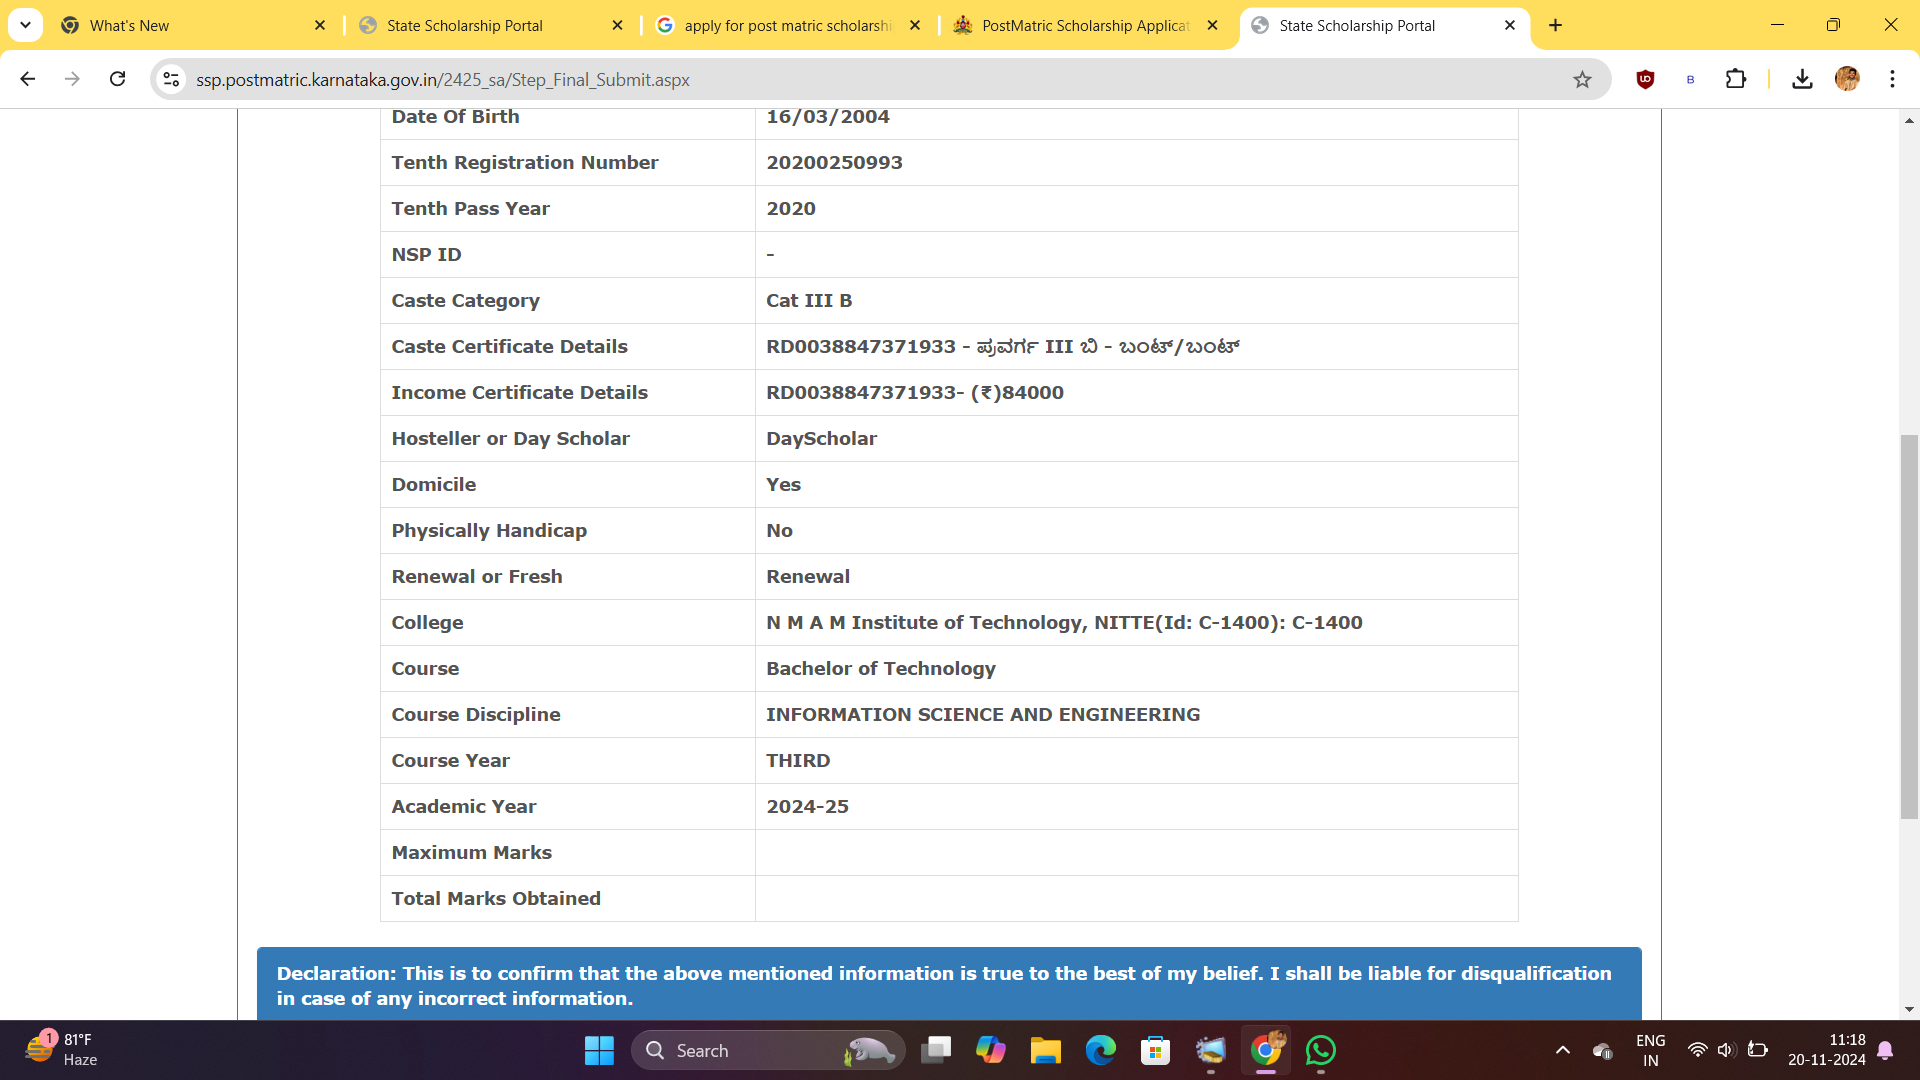 What's New
State Scholarship Portal
apply for post matric scholarshi
PostMatric Scholarship Applicat
State Scholarship Portal
ssp.postmatric.karnataka.gov.in/2425_sa/Step_Final_Submit.aspx
Date Of Birth 16/03/2004
Tenth Registration Number 20200250993
Tenth Pass Year 2020
NSP ID -
Caste Category Cat III B
Caste Certificate Details RD0038847371933 - ಪ್ರವರ್ಗ III ಬಿ - ಬಂಟ್/ಬಂಟ್
Income Certificate Details RD0038847371933- (₹)84000
Hosteller or Day Scholar DayScholar
Domicile Yes
Physically Handicap No
Renewal or Fresh Renewal
College N M A M Institute of Technology, NITTE(Id: C-1400): C-1400
Course Bachelor of Technology
Course Discipline INFORMATION SCIENCE AND ENGINEERING
Course Year THIRD
Academic Year 2024-25
Maximum Marks
Total Marks Obtained
Declaration: This is to confirm that the above mentioned information is true to the best of my belief. I shall be liable for disqualification
in case of any incorrect information.
1
81°F
Haze
Search
ENG
IN
11:18
20-11-2024